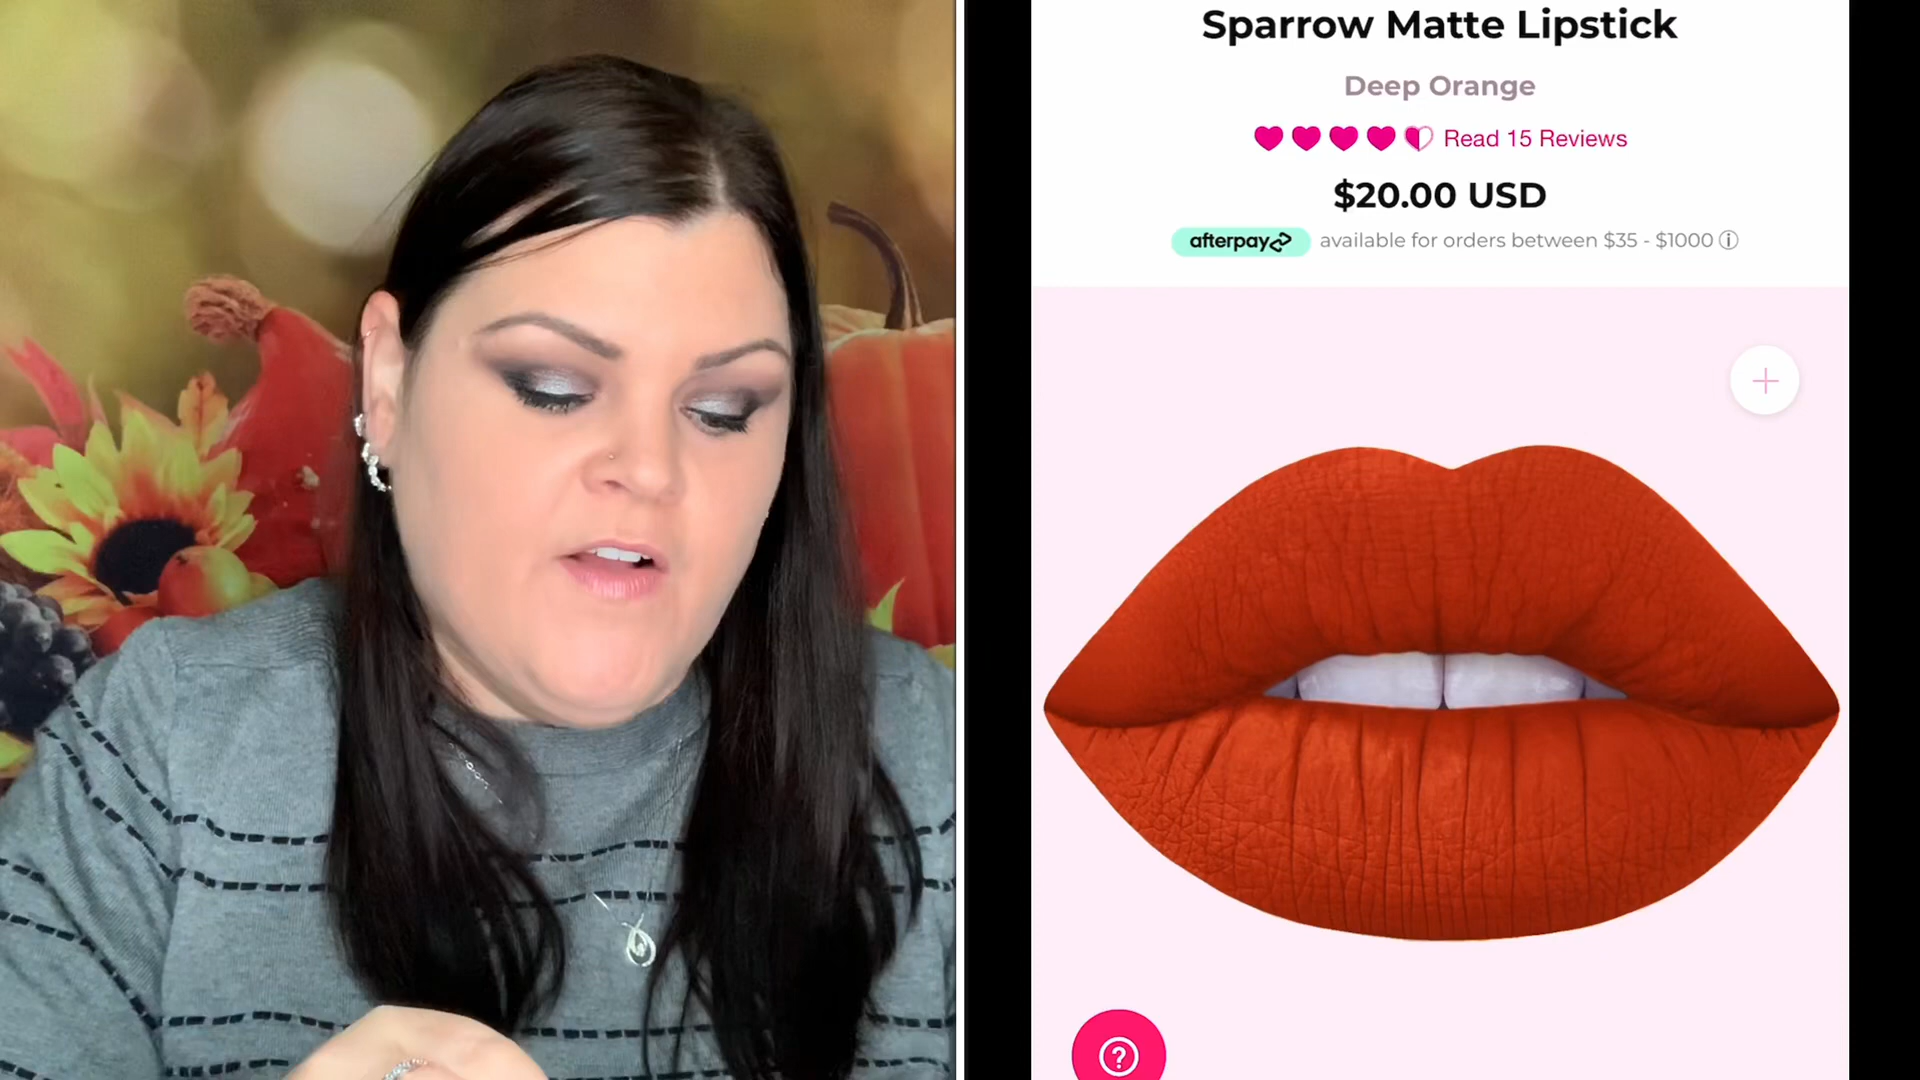 Sparrow Matte Lipstick
Deep Orange
Read 15 Reviews
$20.00 USD
afterpay available for orders between $35 - $1000